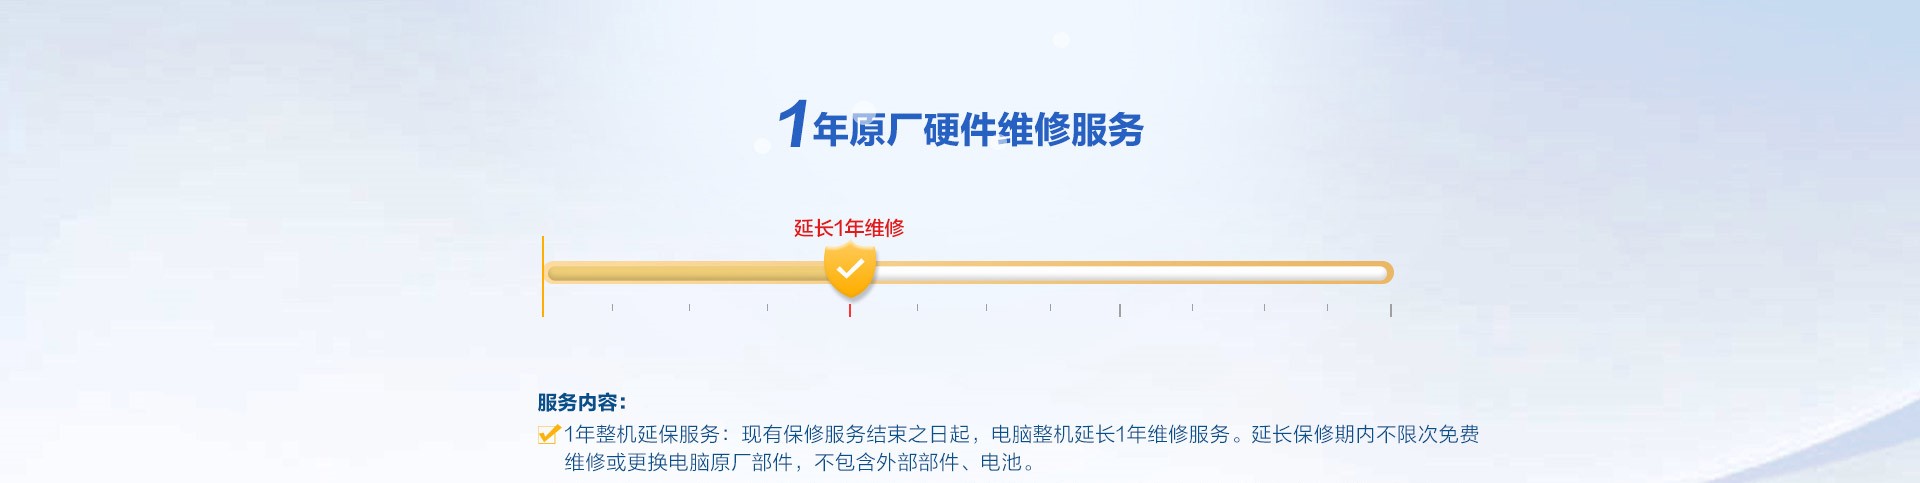 1年原厂硬件维修服务
延长1年维修
服务内容：
1年整机延保服务：现有保修服务结束之日起，电脑整机延长1年维修服务。延长保修期内不限次免费
维修或更换电脑原厂部件，不包含外部部件、电池。